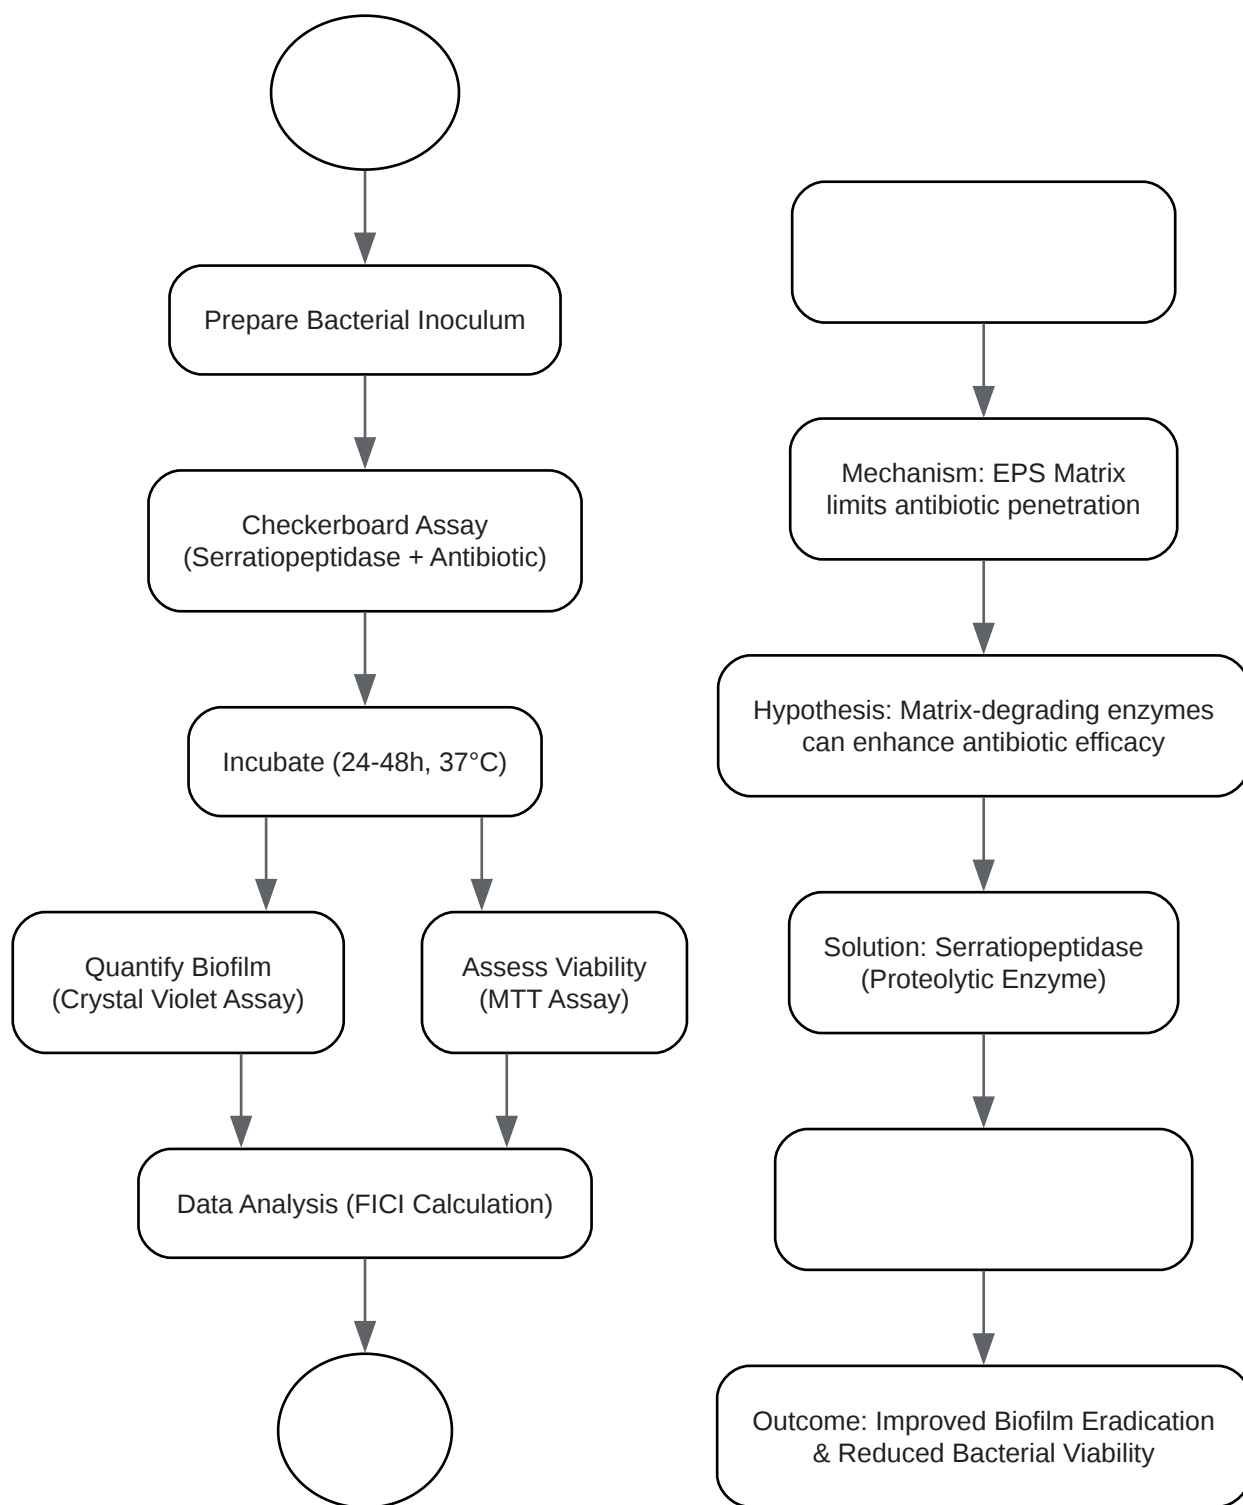 Prepare Bacterial Inoculum
Checkerboard Assay
(Serratiopeptidase + Antibiotic)
Incubate (24-48h, 37°C)
Quantify Biofilm
(Crystal Violet Assay)
Assess Viability
(MTT Assay)
Data Analysis (FICI Calculation)
Mechanism: EPS Matrix
limits antibiotic penetration
Hypothesis: Matrix-degrading enzymes
can enhance antibiotic efficacy
Solution: Serratiopeptidase
(Proteolytic Enzyme)
Outcome: Improved Biofilm Eradication
& Reduced Bacterial Viability